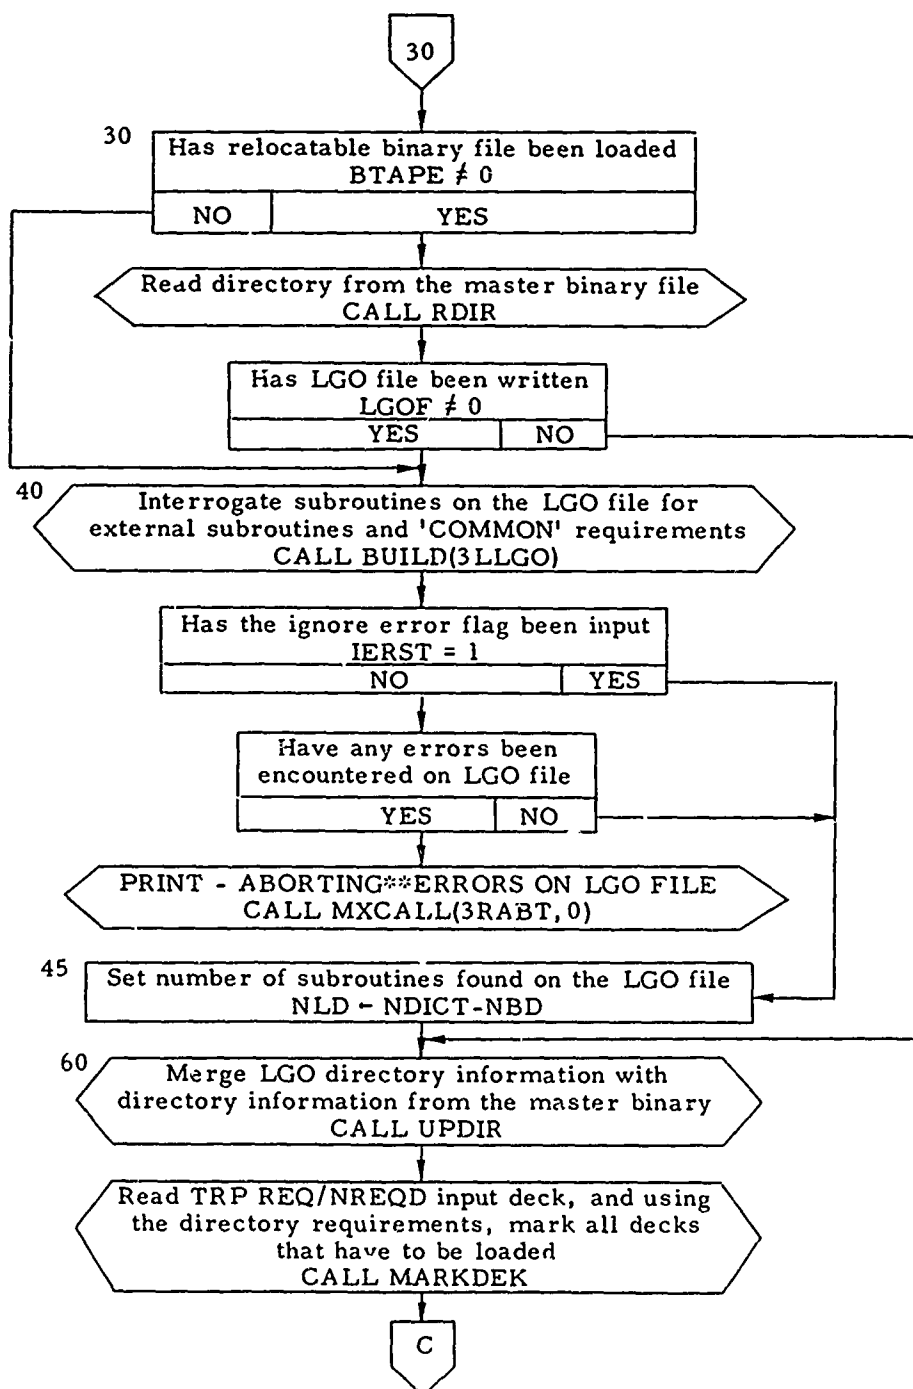 30
30
Has relocatable binary file been loaded
BTAPE ≠ 0
NO
YES
Read directory from the master binary file
CALL RDIR
Has LGO file been written
LGOF ≠ 0
YES
NO
40
Interrogate subroutines on the LGO file for
external subroutines and 'COMMON' requirements
CALL BUILD(3LLGO)
Has the ignore error flag been input
IERST = 1
NO
YES
Have any errors been
encountered on LGO file
YES
NO
PRINT - ABORTING**ERRORS ON LGO FILE
CALL MXCALL(3RABT, 0)
45
Set number of subroutines found on the LGO file
NLD ← NDICT-NBD
60
Merge LGO directory information with
directory information from the master binary
CALL UPDIR
Read TRP REQ/NREQD input deck, and using
the directory requirements, mark all decks
that have to be loaded
CALL MARKDEK
C